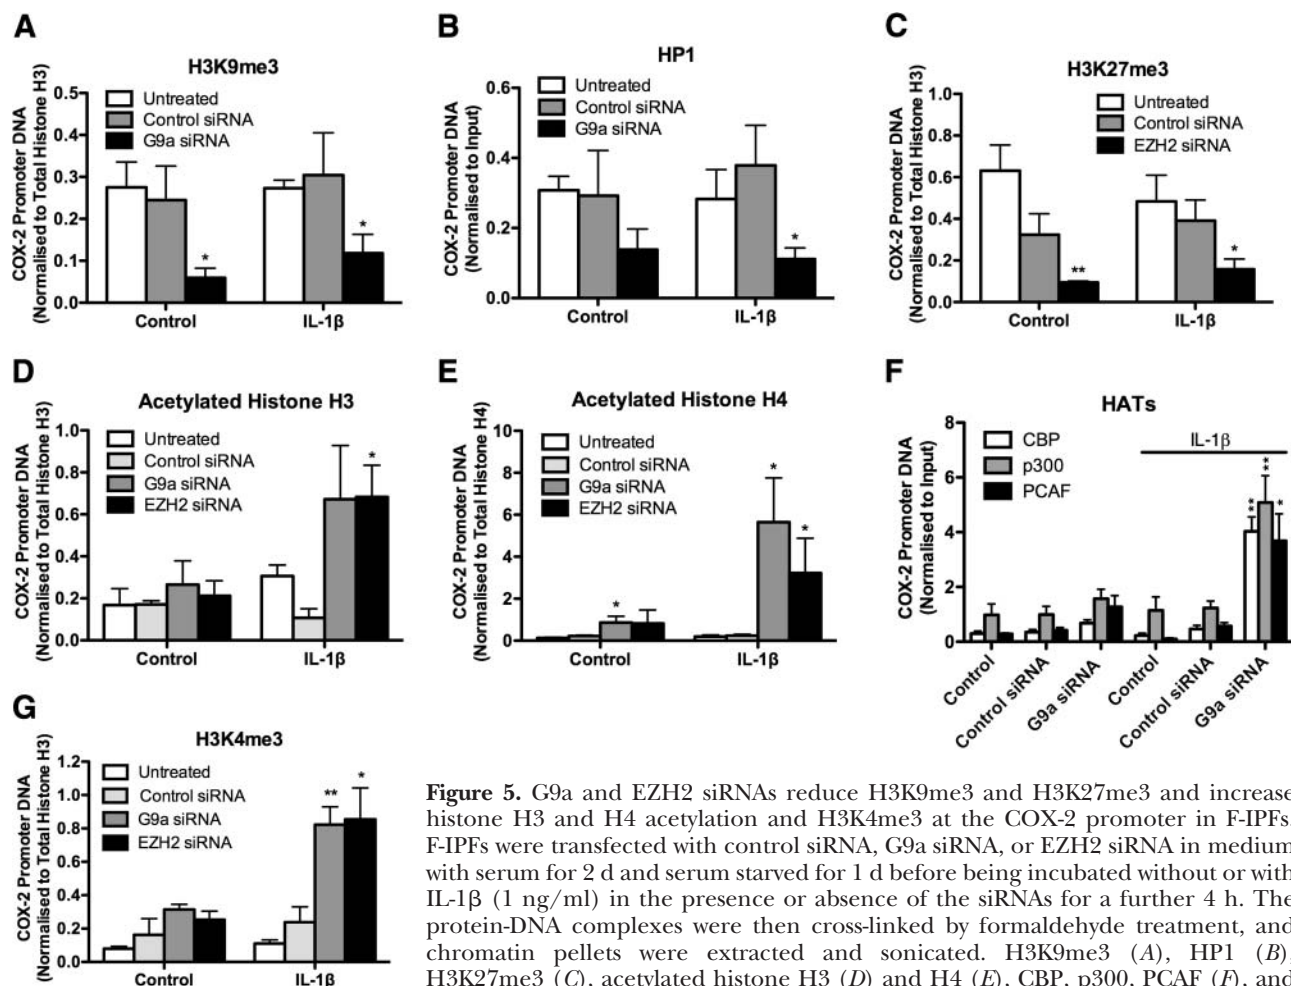 A
H3K9me3
COX-2 Promoter DNA
(Normalised to Total Histone H3)
0.5
0.4
0.3
0.2
0.1
0.0
Untreated
Control siRNA
G9a siRNA
*
*
Control
IL-1β
B
HP1
COX-2 Promoter DNA
(Normalised to Input)
0.6
0.4
0.2
0.0
Untreated
Control siRNA
G9a siRNA
*
Control
IL-1β
C
H3K27me3
COX-2 Promoter DNA
(Normalised to Total Histone H3)
1.0
0.8
0.6
0.4
0.2
0.0
Untreated
Control siRNA
EZH2 siRNA
**
*
Control
IL-1β
D
Acetylated Histone H3
COX-2 Promoter DNA
(Normalised to Total Histone H3)
1.0
0.8
0.6
0.4
0.2
0.0
Untreated
Control siRNA
G9a siRNA
EZH2 siRNA
*
Control
IL-1β
E
Acetylated Histone H4
COX-2 Promoter DNA
(Normalised to Total Histone H4)
10
8
6
4
2
0
Untreated
Control siRNA
G9a siRNA
EZH2 siRNA
*
*
*
Control
IL-1β
F
HATs
COX-2 Promoter DNA
(Normalised to Input)
8
6
4
2
0
CBP
p300
PCAF
IL-1β
**
**
*
Control
Control siRNA
G9a siRNA
Control
Control siRNA
G9a siRNA
G
H3K4me3
COX-2 Promoter DNA
(Normalised to Total Histone H3)
1.2
1.0
0.8
0.6
0.4
0.2
0.0
Untreated
Control siRNA
G9a siRNA
EZH2 siRNA
**
*
Control
IL-1β
Figure 5. G9a and EZH2 siRNAs reduce H3K9me3 and H3K27me3 and increase
histone H3 and H4 acetylation and H3K4me3 at the COX-2 promoter in F-IPFs.
F-IPFs were transfected with control siRNA, G9a siRNA, or EZH2 siRNA in medium
with serum for 2 d and serum starved for 1 d before being incubated without or with
IL-1β (1 ng/ml) in the presence or absence of the siRNAs for a further 4 h. The
protein-DNA complexes were then cross-linked by formaldehyde treatment, and
chromatin pellets were extracted and sonicated. H3K9me3 (A), HP1 (B),
H3K27me3 (C), acetylated histone H3 (D) and H4 (E), CBP, p300, PCAF (F), and